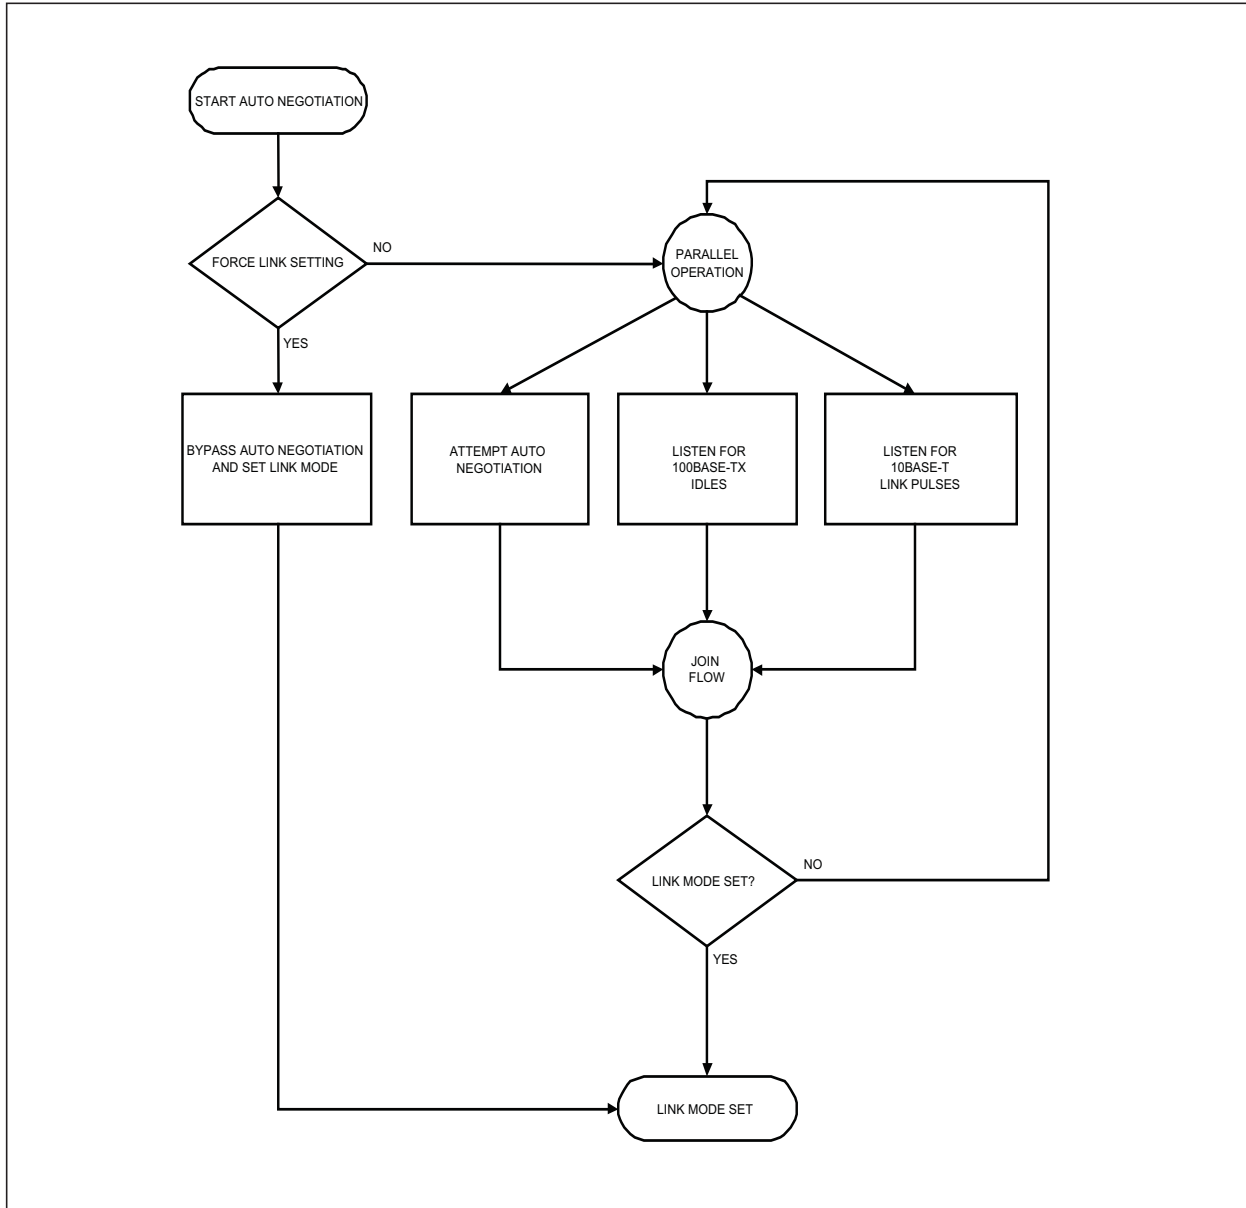 START AUTO NEGOTIATION
FORCE LINK SETTING
NO
PARALLEL
OPERATION
YES
BYPASS AUTO NEGOTIATION
AND SET LINK MODE
ATTEMPT AUTO
NEGOTIATION
LISTEN FOR
100BASE-TX
IDLES
LISTEN FOR
10BASE-T
LINK PULSES
JOIN
FLOW
LINK MODE SET?
NO
YES
LINK MODE SET